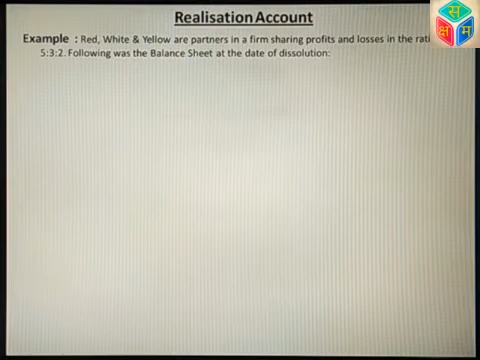 Realisation Account
Example : Red, White & Yellow are partners in a firm sharing profits and losses in the
5:3:2. Following was the Balance Sheet at the date of dissolution:
स
क्ष म